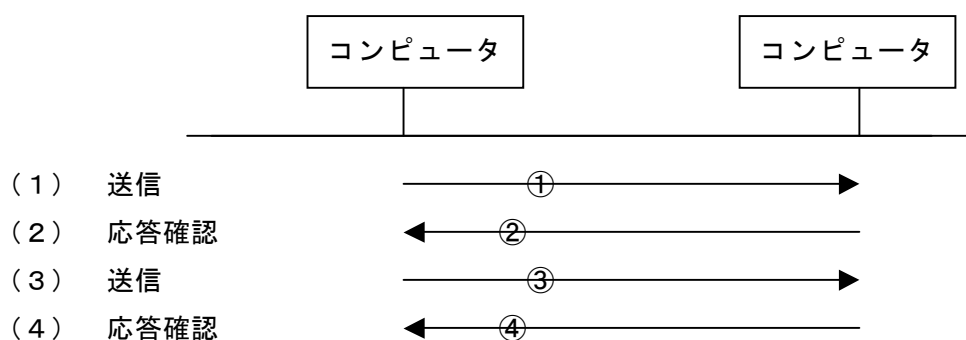 コンピュータ コンピュータ
（１） 送信 ①
（２） 応答確認 ②
（３） 送信 ③
（４） 応答確認 ④